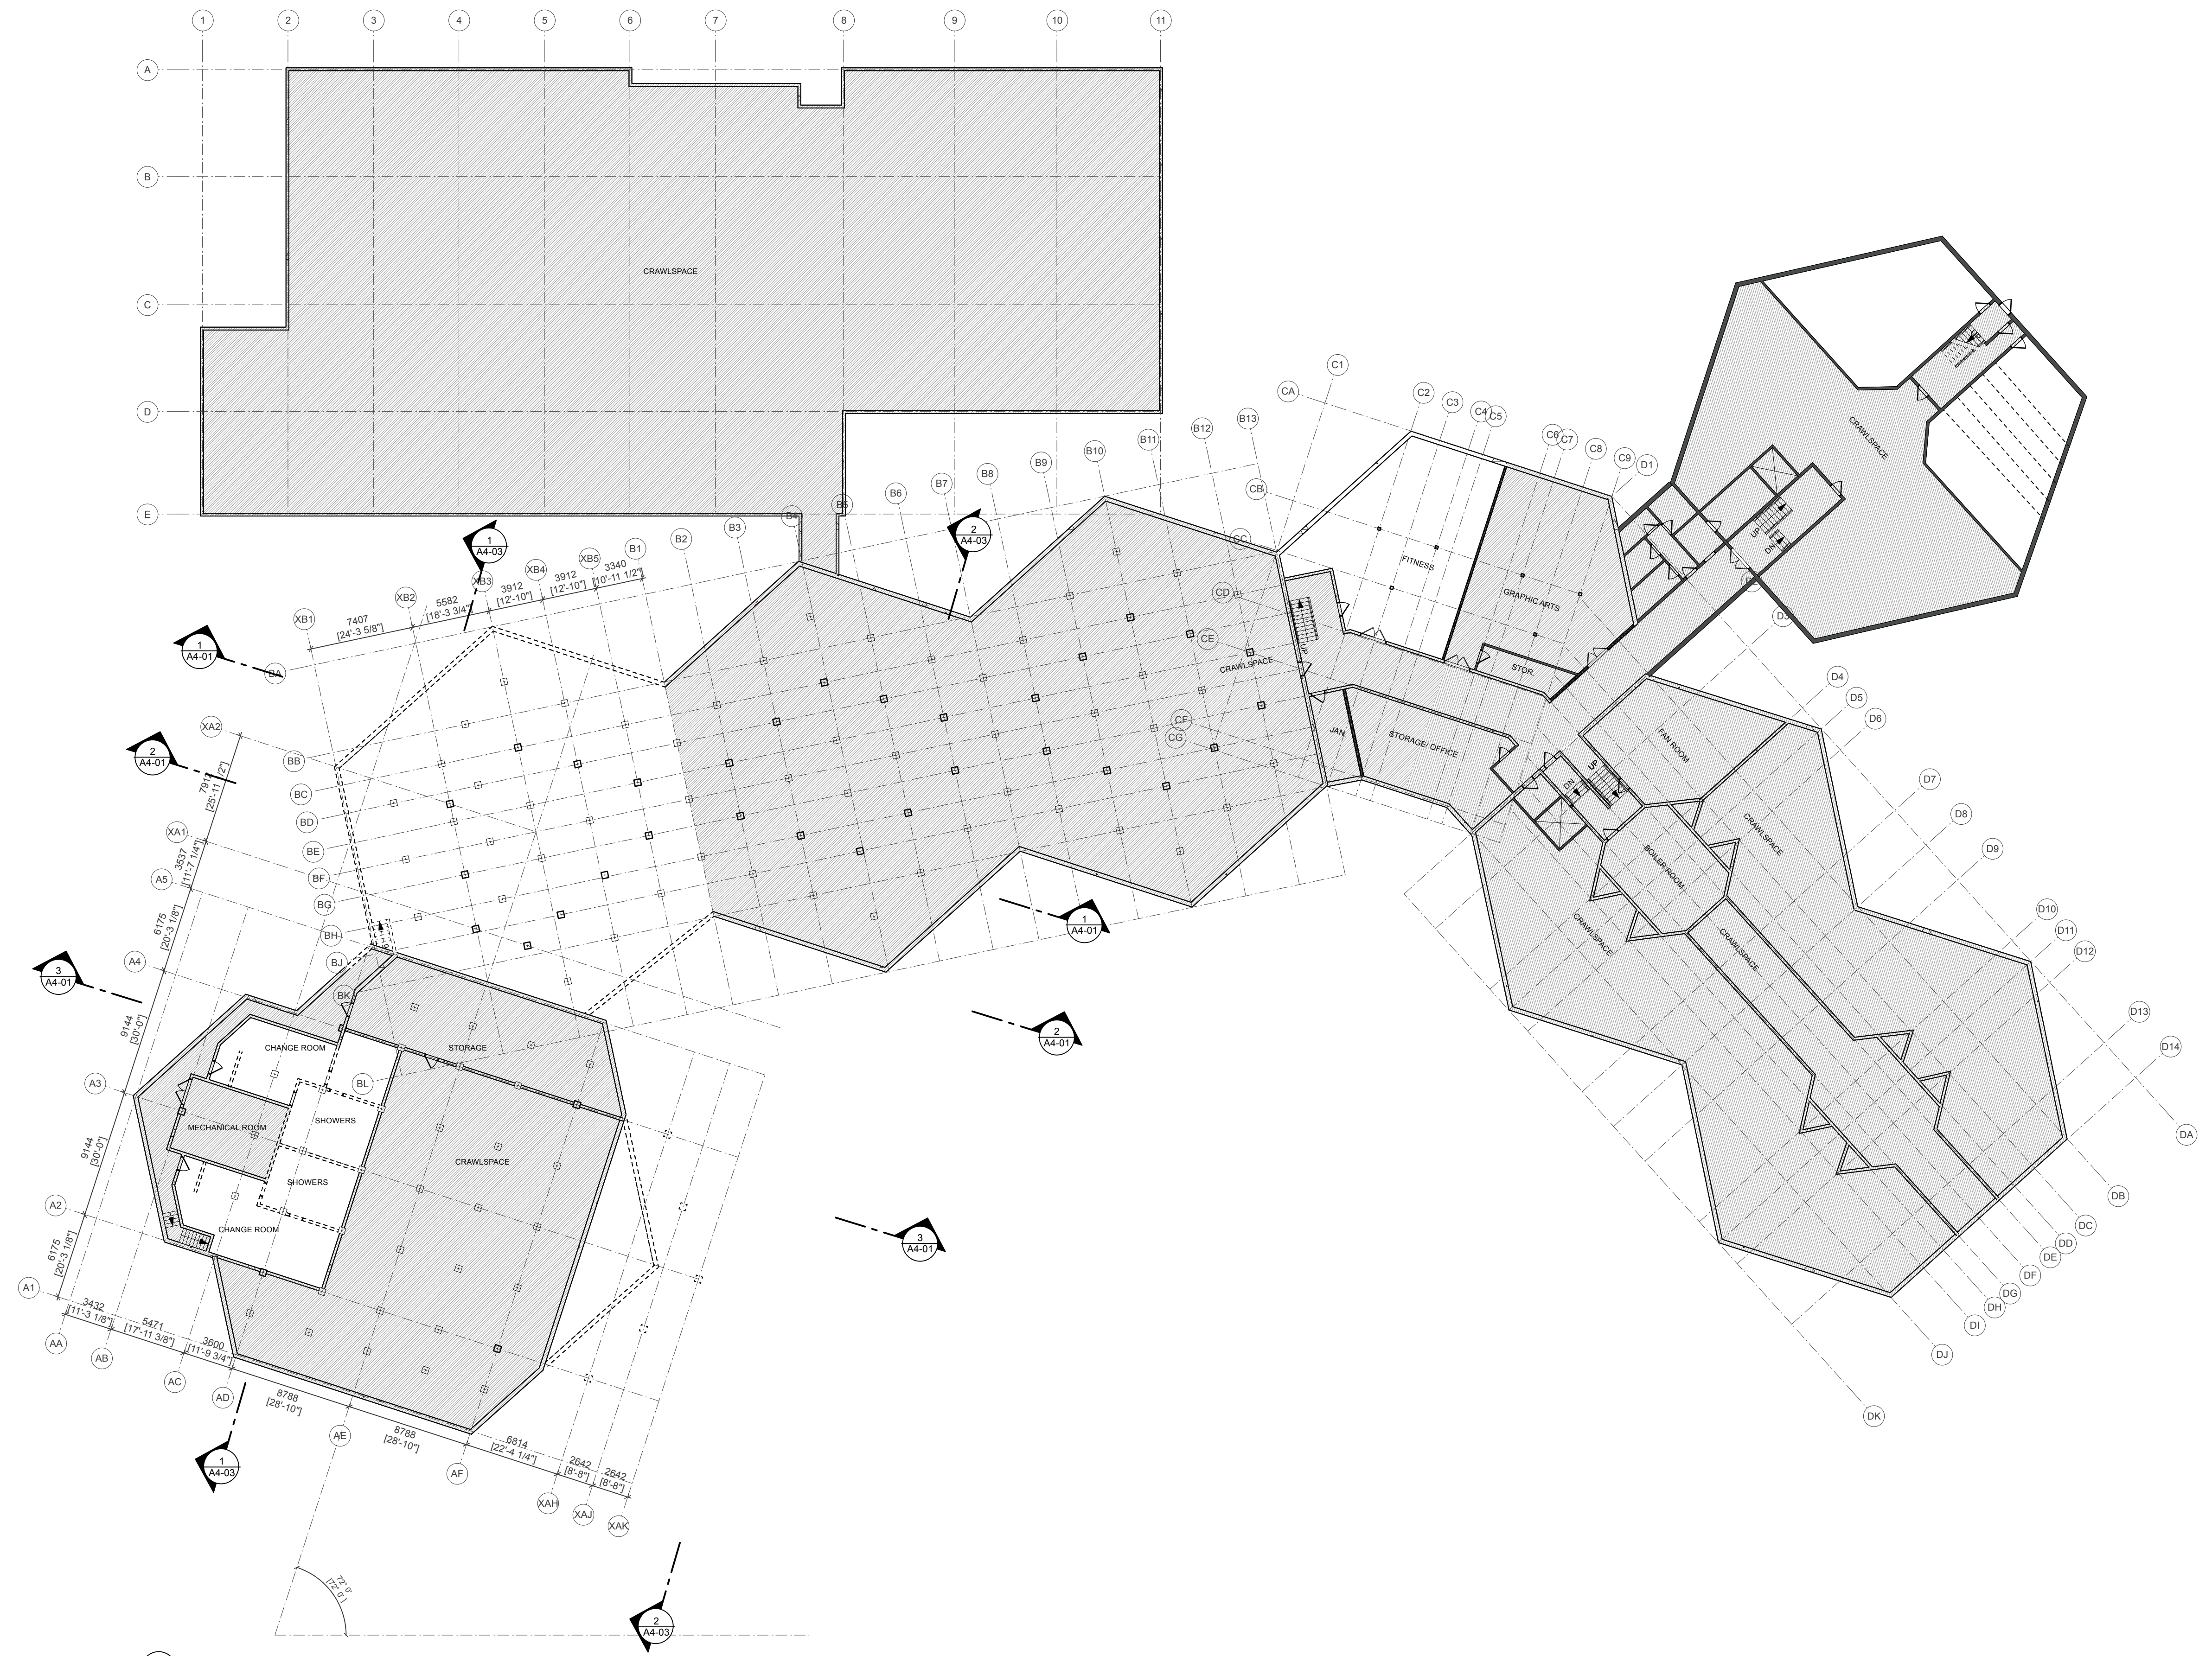 1 2 3 4 5 6 7 8 9 10 11
A
B
C
D
E
CRAWLSPACE
C1
CA
C2
C3
C4
C5
C6
C7
C8
C9
D1
CB
CC
CD
CE
CF
CG
B13
B12
B11
B10
B9
B8
B7
B6
B5
B4
B3
B2
B1
XB5
XB4
XB3
XB2
XB1
3340
[10'-11 1/2"]
3912
[12'-10"]
3912
[12'-10"]
5582
[18'-3 3/4"]
7407
[24'-3 5/8"]
1
A4-03
2
A4-03
1
A4-01
2
A4-01
3
A4-01
BA
BB
BC
BD
BE
BF
BG
BH
BJ
BK
BL
XA2
XA1
A5
A4
A3
A2
A1
[25'-11 1/2"]
3537
[11'-7 1/4"]
6175
[20'-3 1/8"]
9144
[30'-0"]
9144
[30'-0"]
6175
[20'-3 1/8"]
CRAWLSPACE
UP
FITNESS
GRAPHIC ARTS
STOR.
JAN.
STORAGE/ OFFICE
CRAWLSPACE
UP
DN
D3
D4
D5
D6
D7
D8
D9
D10
D11
D12
D13
D14
FAN ROOM
CRAWLSPACE
UP
DN
BOILER ROOM
CRAWLSPACE
CRAWLSPACE
DA
DB
DC
DD
DE
DF
DG
DH
DI
DJ
DK
1
A4-01
2
A4-01
3
A4-01
CHANGE ROOM
STORAGE
SHOWERS
MECHANICAL ROOM
CRAWLSPACE
SHOWERS
CHANGE ROOM
3432
[11'-3 1/8"]
5471
[17'-11 3/8"]
3600
[11'-9 3/4"]
8788
[28'-10"]
8788
[28'-10"]
6814
[22'-4 1/4"]
2642
[8'-8"]
2642
[8'-8"]
AA
AB
AC
AD
AE
AF
XAH
XAJ
XAK
1
A4-03
72° 0'
[72° 0']
2
A4-03